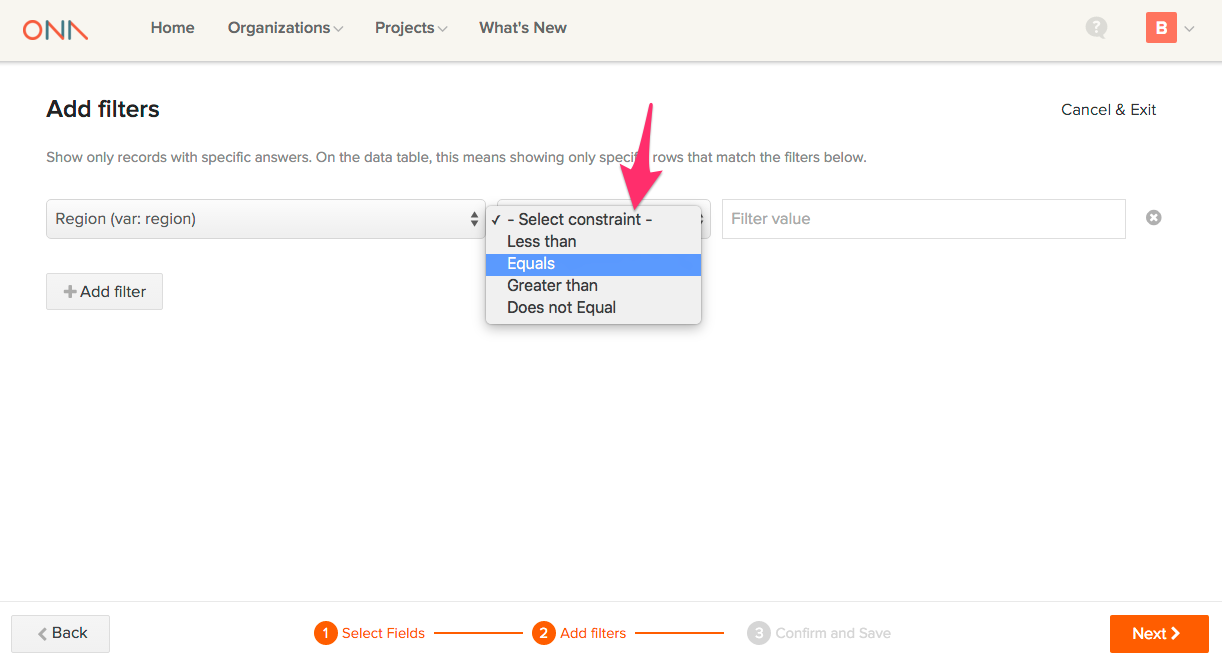 ONA Home Organizations Projects What's New ? B
Add filters Cancel & Exit
Show only records with specific answers. On the data table, this means showing only specific rows that match the filters below.
Region (var: region) ✓ - Select constraint - Filter value
Less than
Equals
Greater than
Does not Equal
Add filter
Back 1 Select Fields 2 Add filters 3 Confirm and Save Next